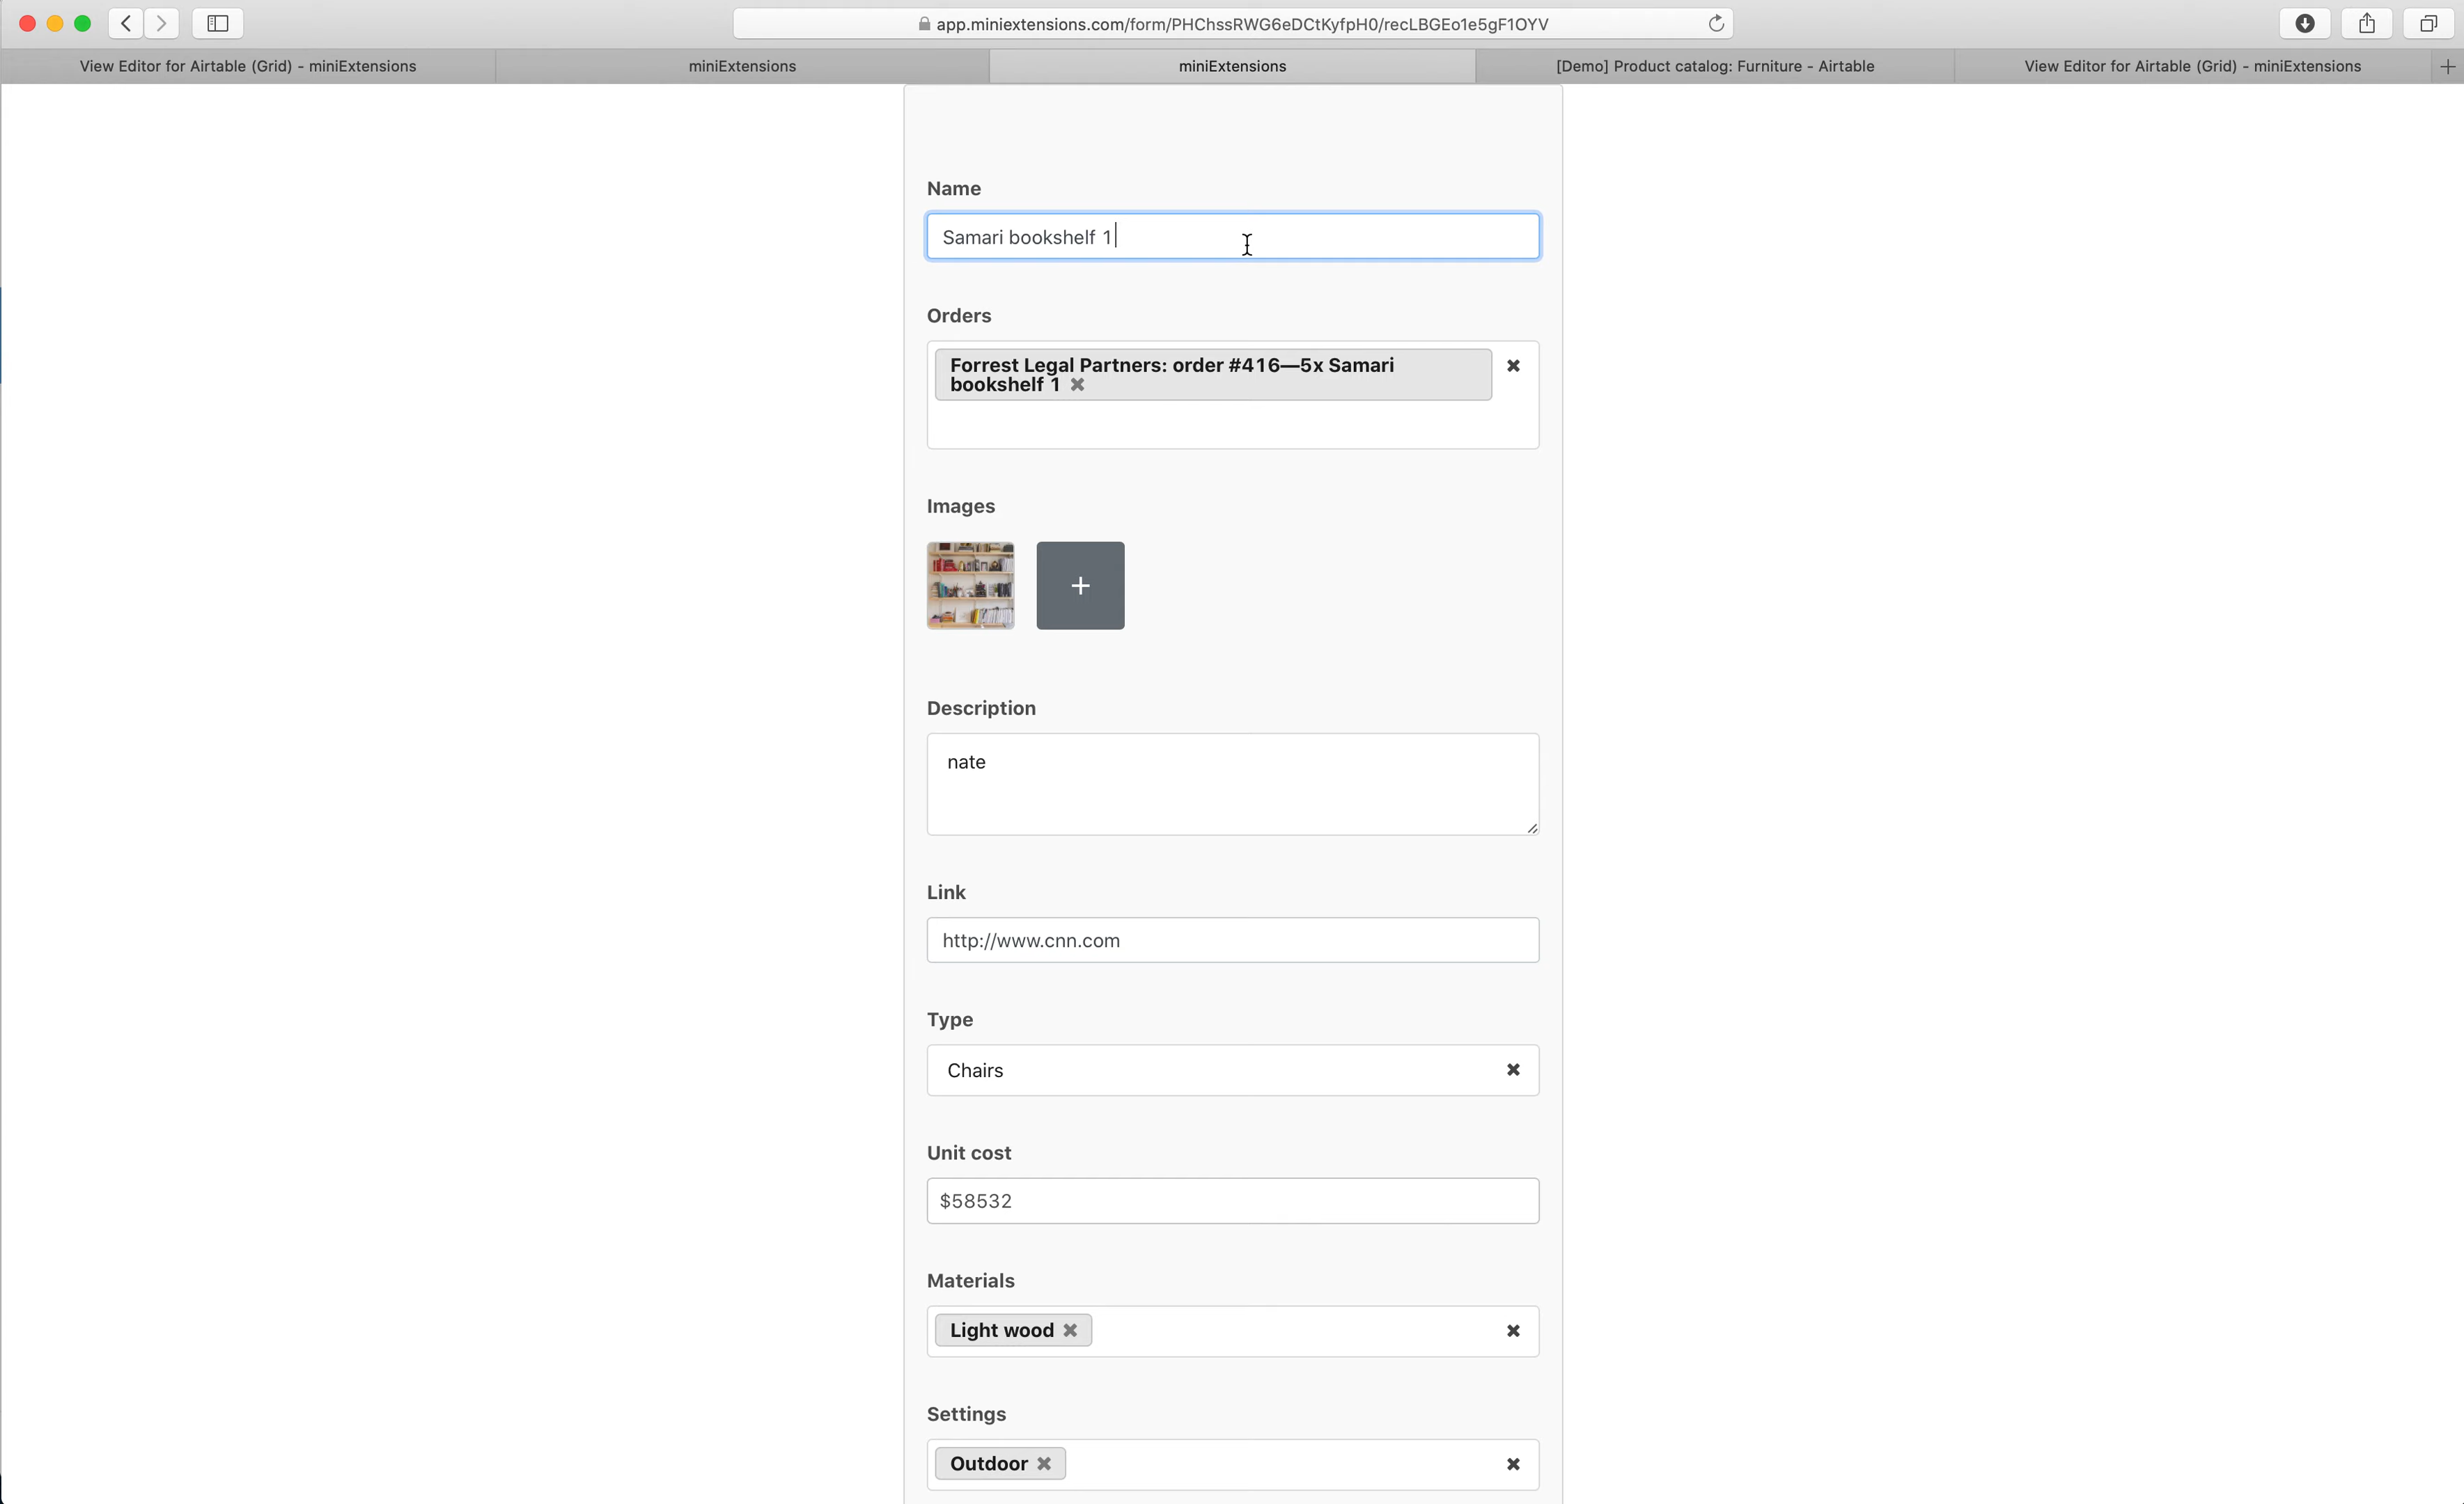 app.miniextensions.com/form/PHChssRWG6eDCtKyfpH0/recLBGEo1e5gF1OYV
View Editor for Airtable (Grid) - miniExtensions
miniExtensions
miniExtensions
[Demo] Product catalog: Furniture - Airtable
View Editor for Airtable (Grid) - miniExtensions
Name
Samari bookshelf 1
Orders
Forrest Legal Partners: order #416—5x Samari
bookshelf 1
Images
Description
nate
Link
http://www.cnn.com
Type
Chairs
Unit cost
$58532
Materials
Light wood
Settings
Outdoor